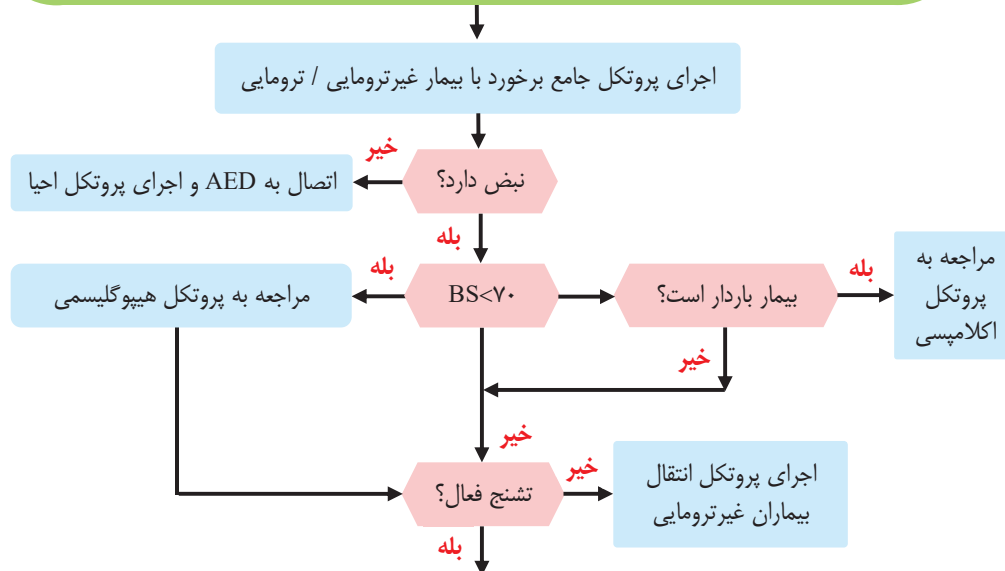 اجرای پروتکل جامع برخورد با بیمار غیرترومایی / ترومایی
خیر
نبض دارد؟
اتصال به AED و اجرای پروتکل احیا
بله
مراجعه به
پروتکل
اکلامپسی
بله
بیمار باردار است؟
BS<۷۰
بله
مراجعه به پروتکل هیپوگلیسمی
خیر
خیر
اجرای پروتکل انتقال
بیماران غیرترومایی
خیر
تشنج فعال؟
بله